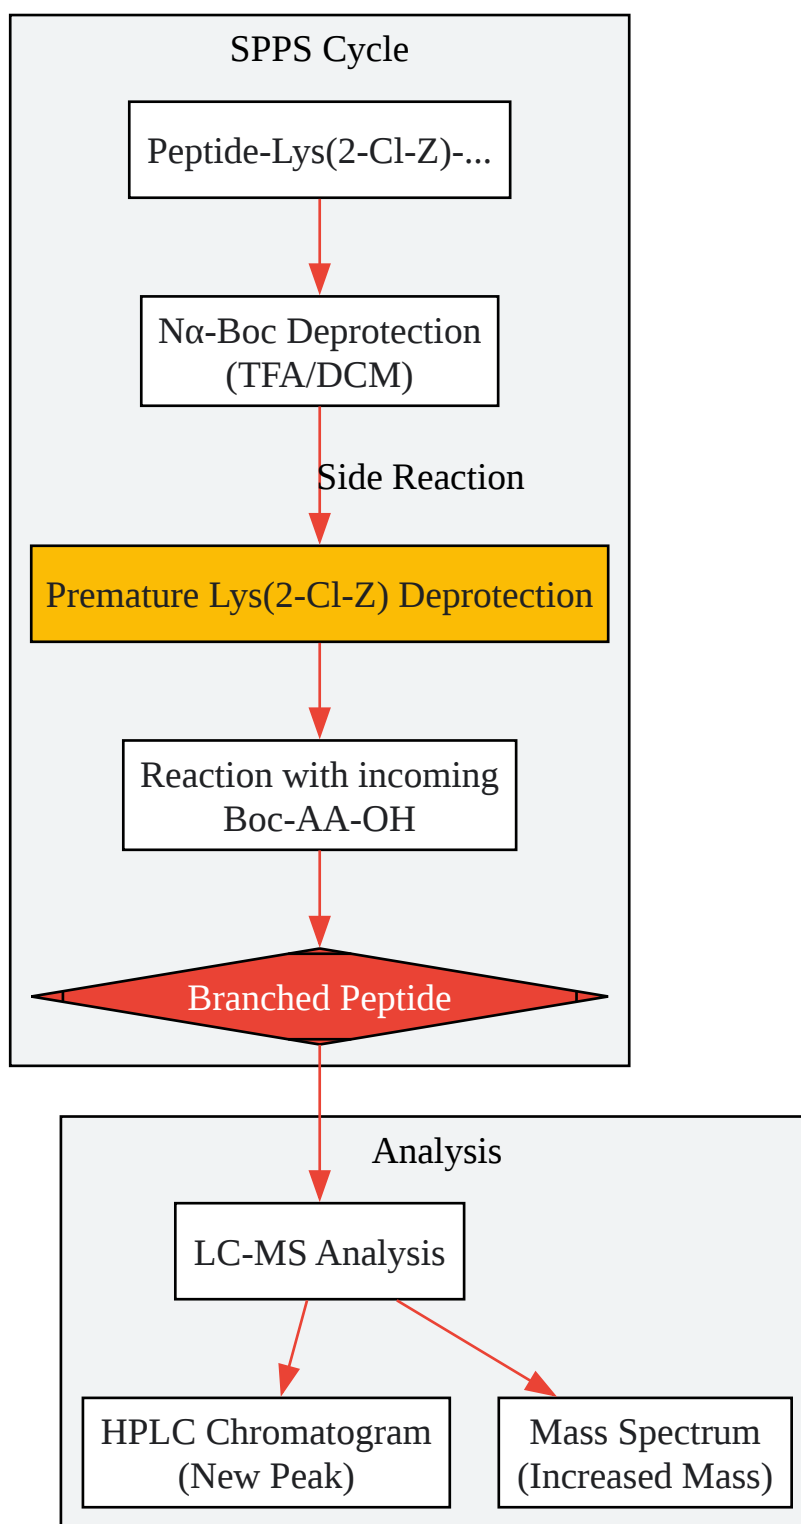 SPPS Cycle
Peptide-Lys(2-Cl-Z)-...
Nα-Boc Deprotection
(TFA/DCM)
Side Reaction
Premature Lys(2-Cl-Z) Deprotection
Reaction with incoming
Boc-AA-OH
Branched Peptide
Analysis
LC-MS Analysis
HPLC Chromatogram
(New Peak)
Mass Spectrum
(Increased Mass)